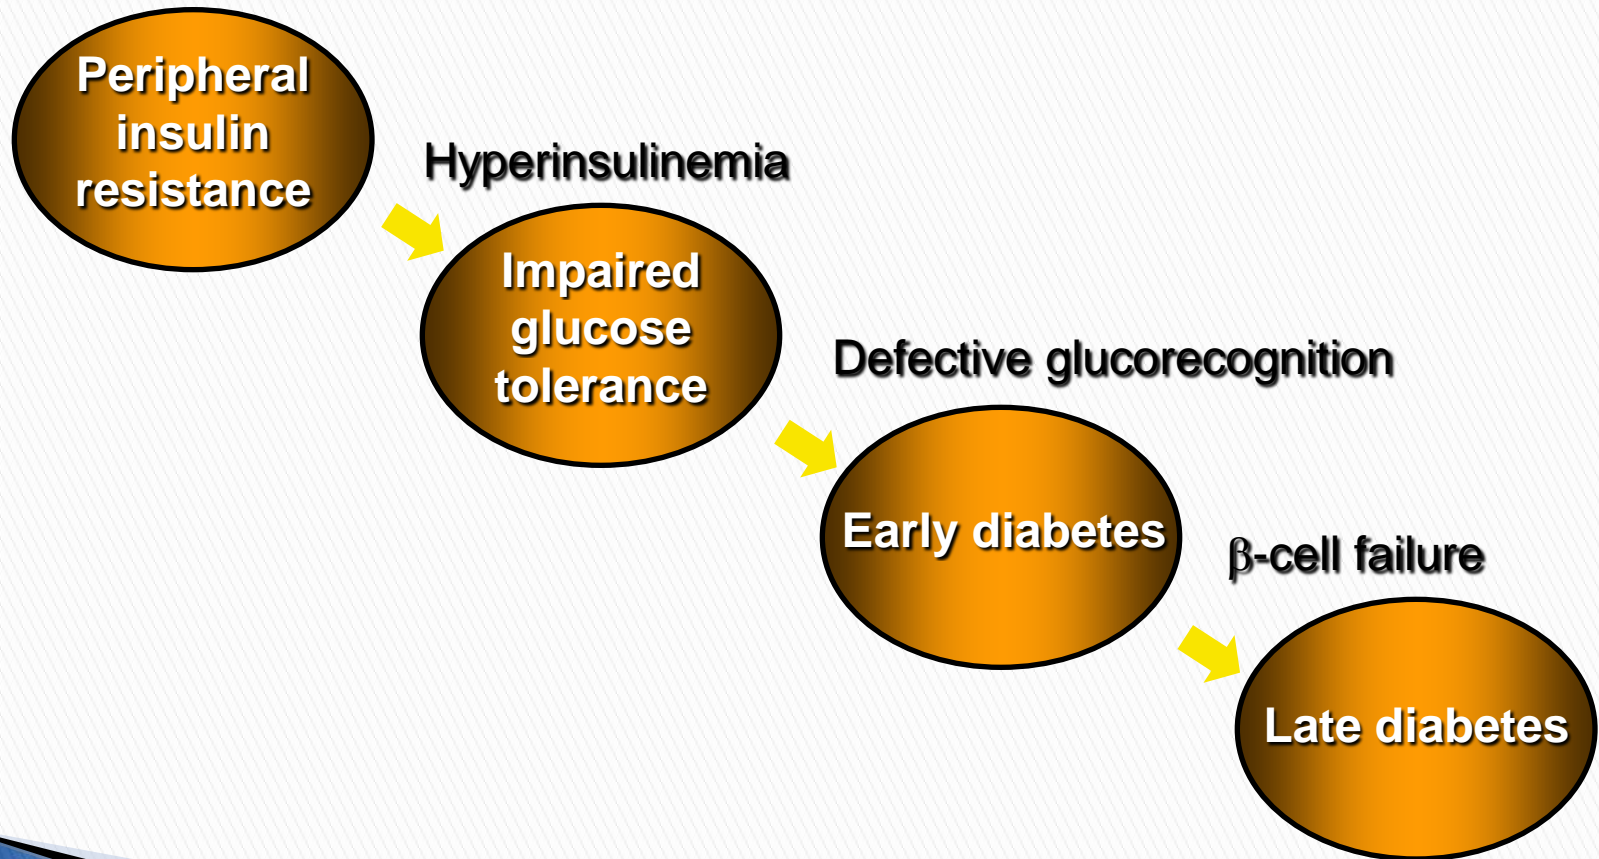 Peripheral
insulin
resistance
Hyperinsulinemia
Impaired
glucose
tolerance
Defective glucorecognition
Early diabetes
β-cell failure
Late diabetes